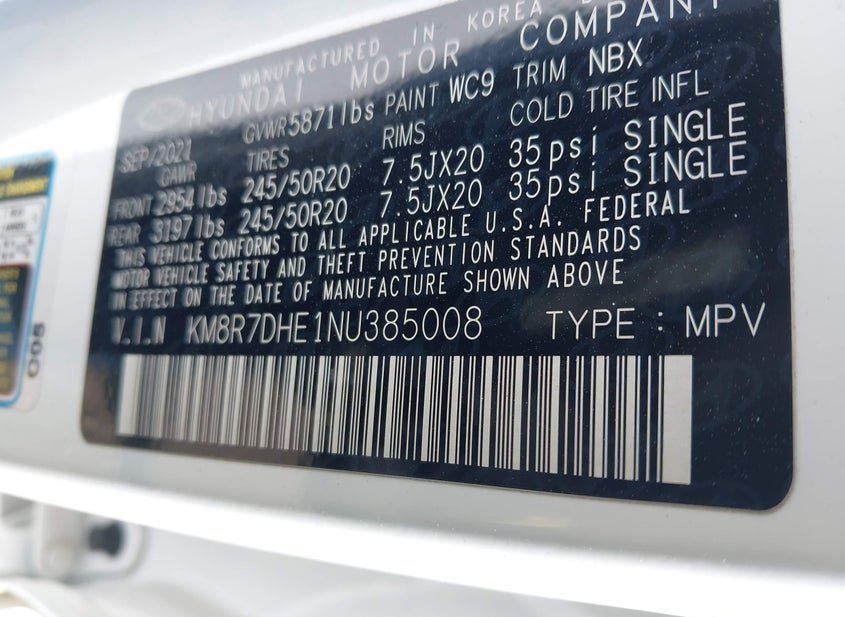 MANUFACTURED IN KOREA
HYUNDAI MOTOR COMPANY
SEP/2021 GVWR5871lbs PAINT WC9 TRIM NBX
GAWR TIRES RIMS COLD TIRE INFL
FRONT 2954lbs 245/50R20 7.5JX20 35psi SINGLE
REAR 3197lbs 245/50R20 7.5JX20 35psi SINGLE
THIS VEHICLE CONFORMS TO ALL APPLICABLE U.S.A. FEDERAL
MOTOR VEHICLE SAFETY AND THEFT PREVENTION STANDARDS
IN EFFECT ON THE DATE OF MANUFACTURE SHOWN ABOVE
V.I.N KM8R7DHE1NU385008 TYPE : MPV